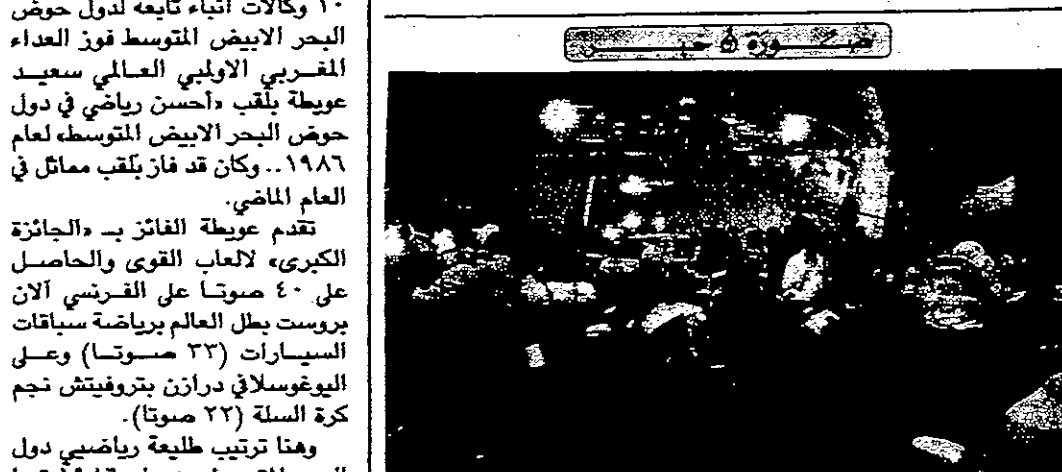 ١٠ وكالات انباء تابعة لدول حوض
البحر الابيض المتوسط فوز العداء
المغربي الاولمبي العالمي سعيد
عويطة بلقب «أحسن رياضي في دول
حوض البحر الابيض المتوسط» لعام
١٩٨٦.. وكان قد فاز بلقب مماثل في
العام الماضي.
تقدم عويطة الفائز بـ «الجائزة
الكبرى» لالعاب القوى والحاصل
على ٤٠ صوتا على الفرنسي آلان
بروست بطل العالم برياضة سباقات
السيارات (٣٣ صوتا) وعلى
اليوغوسلافي درازن بتروفيتش نجم
كرة السلة (٢٢ صوتا).
وهنا ترتيب طليعة رياضيي دول